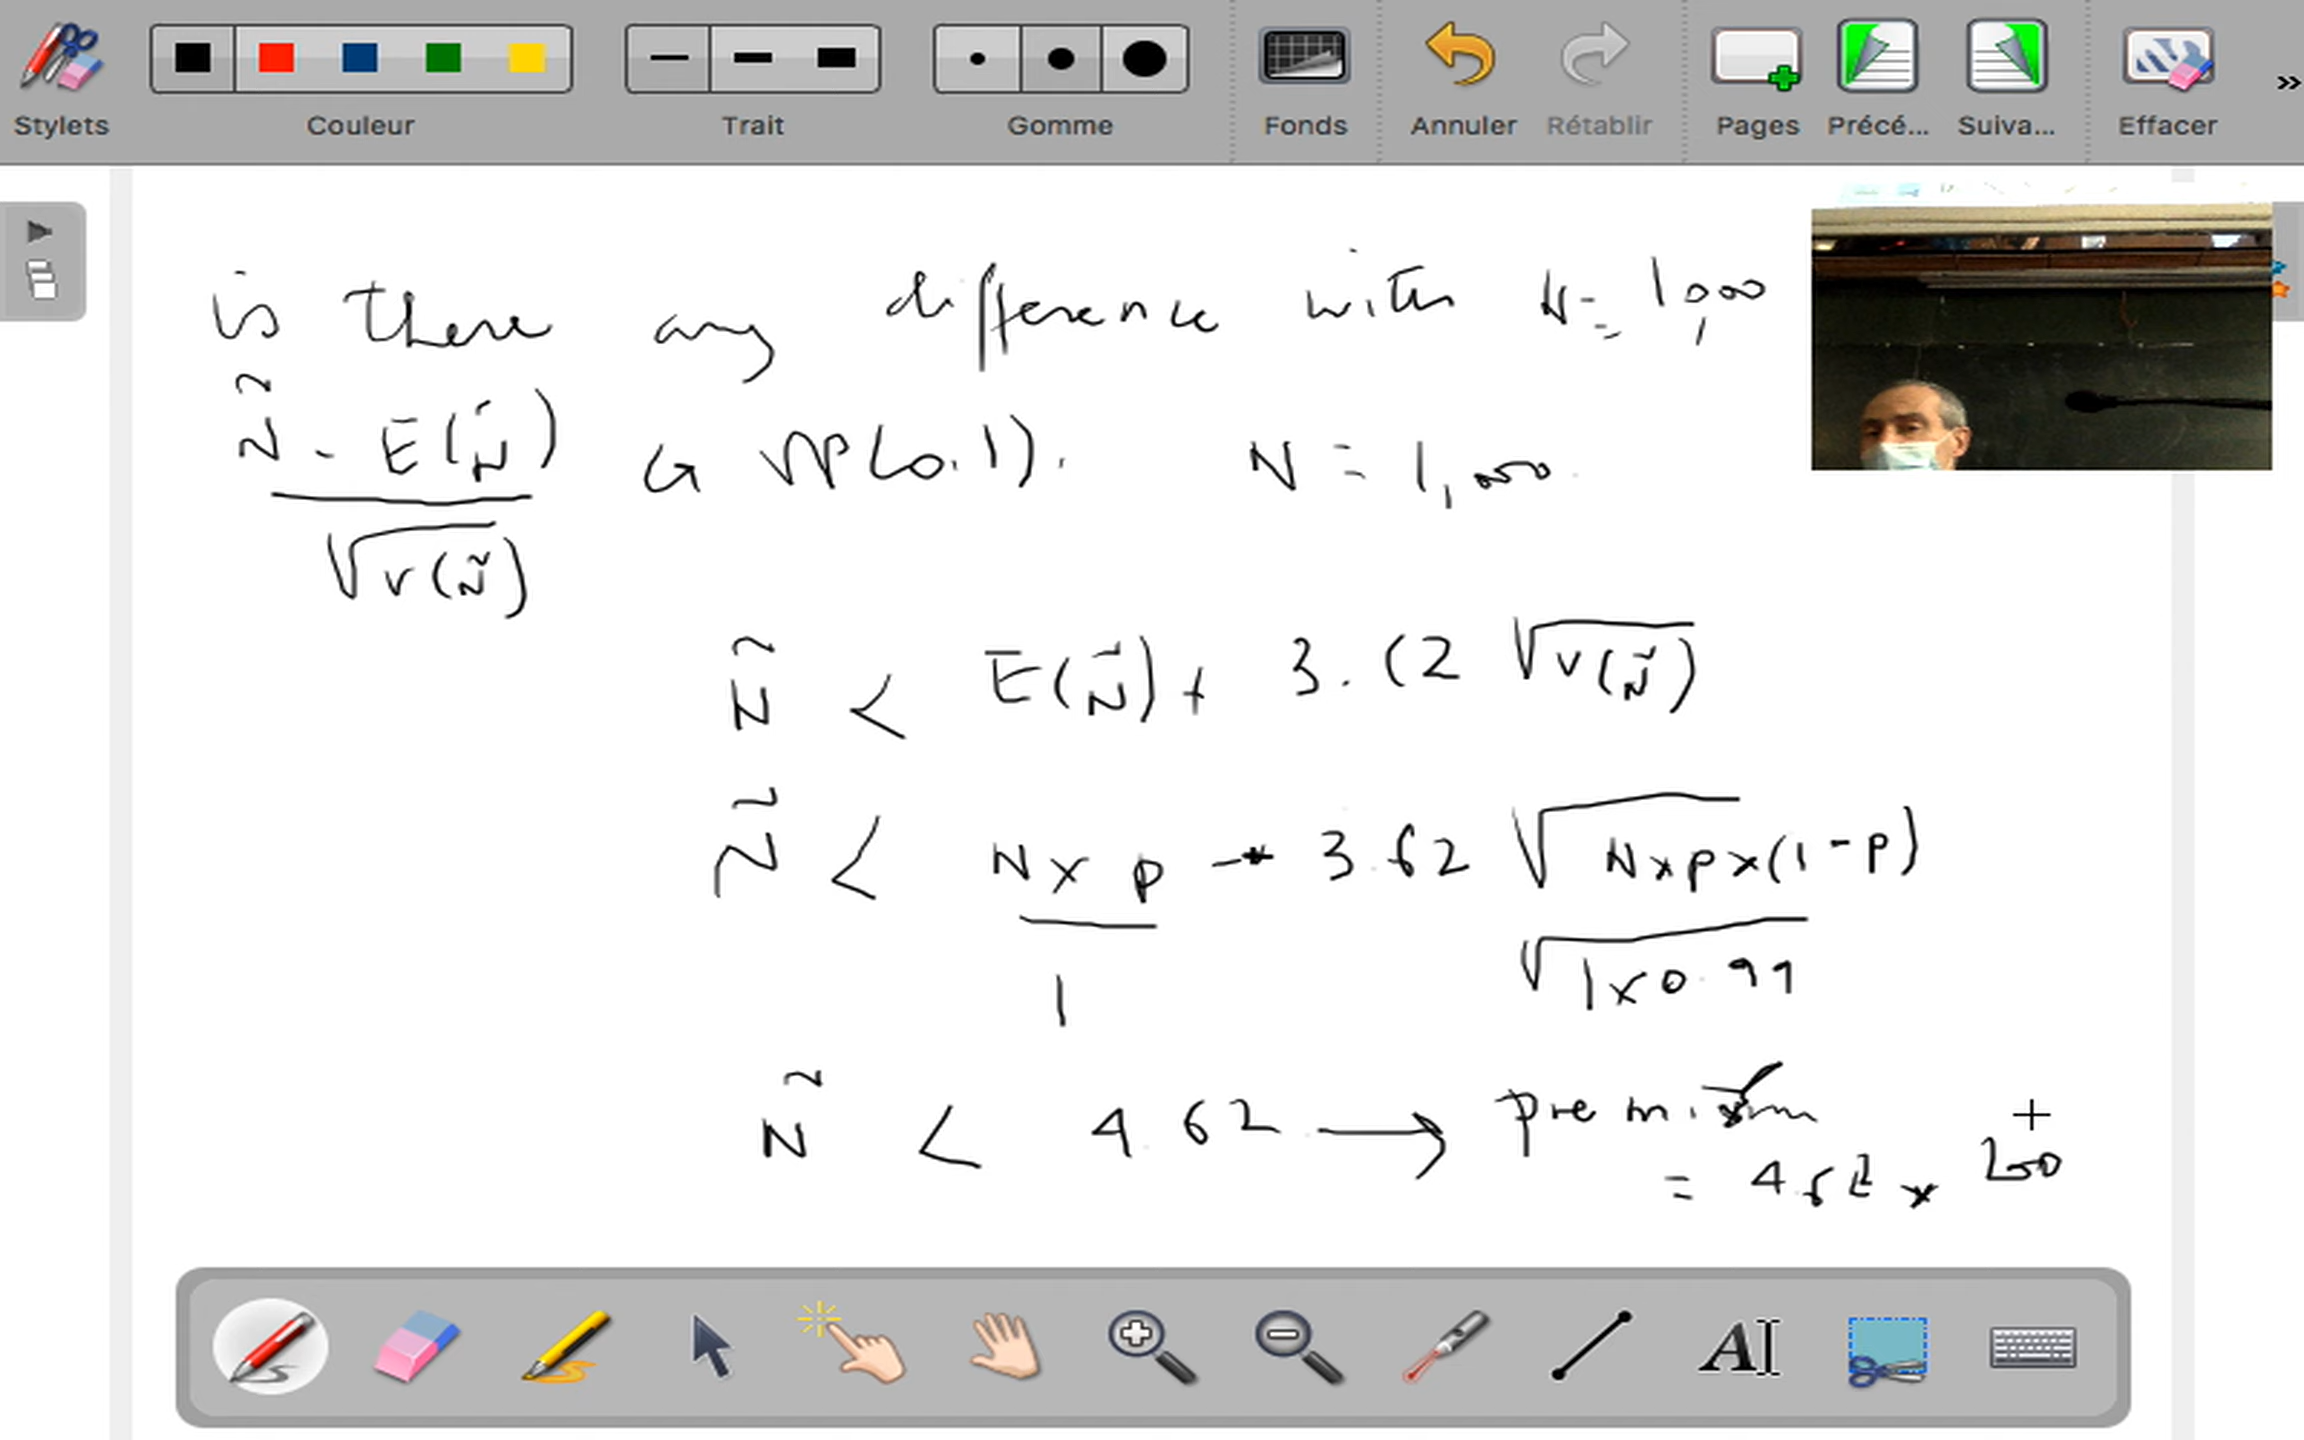 Stylets Couleur Trait Gomme Fonds Annuler Rétablir Pages Précé... Suiva... Effacer »
is there any difference with N = 1,000
Ñ - E(Ñ) / √V(Ñ) G N(0,1). N = 1,000.
Ñ < E(Ñ) + 3.62 √V(Ñ)
Ñ < N x p + 3.62 √N x p x (1 - p)
1 √1 x 0.99
Ñ < 4.62 → premium
= 4.62 x 200
AI